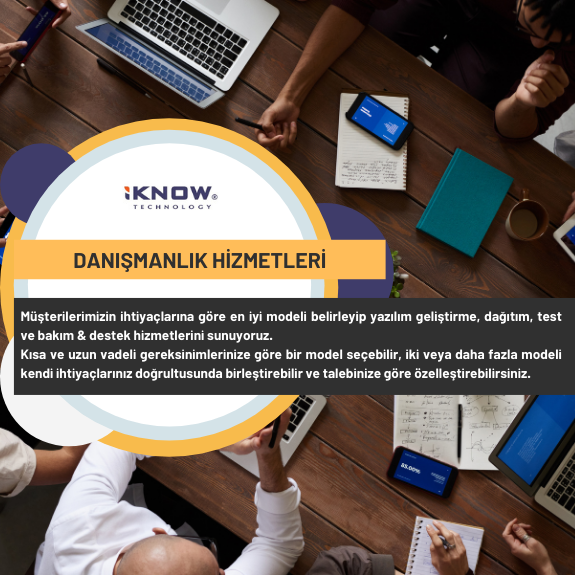 iKNOW®
TECHNOLOGY
DANIŞMANLIK HİZMETLERİ
Müşterilerimizin ihtiyaçlarına göre en iyi modeli belirleyip yazılım geliştirme, dağıtım, test
ve bakım & destek hizmetlerini sunuyoruz.
Kısa ve uzun vadeli gereksinimlerinize göre bir model seçebilir, iki veya daha fazla modeli
kendi ihtiyaçlarınız doğrultusunda birleştirebilir ve talebinize göre özelleştirebilirsiniz.
85.00%